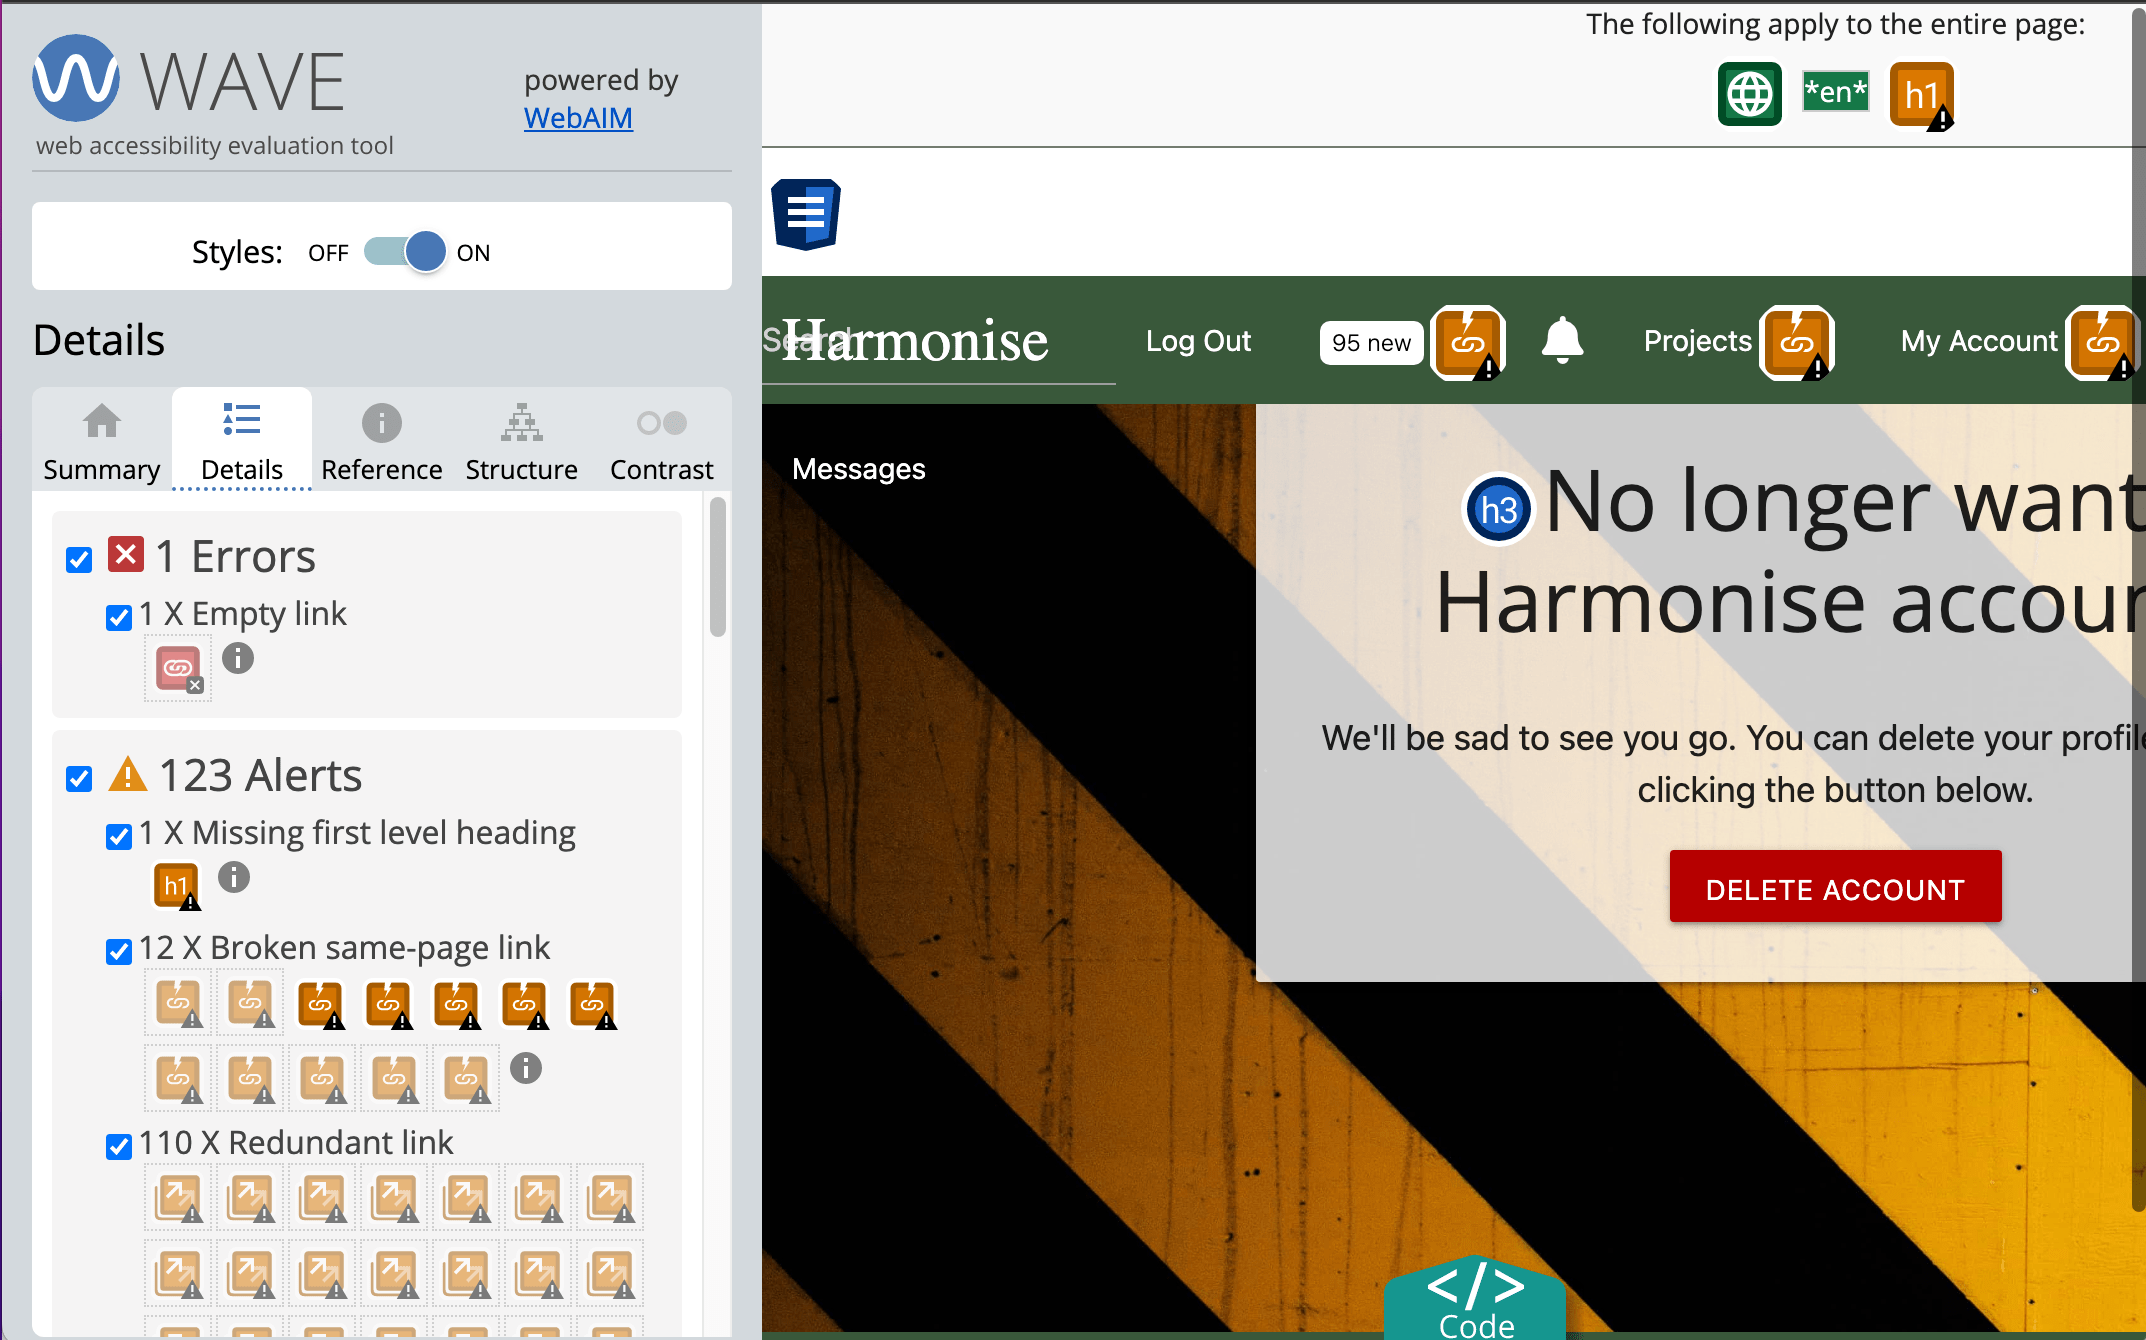 WAVE
powered by
WebAIM
web accessibility evaluation tool
Styles: OFF ON
Details
Summary Details Reference Structure Contrast
1 Errors
1 X Empty link
123 Alerts
1 X Missing first level heading
h1
12 X Broken same-page link
110 X Redundant link
The following apply to the entire page:
*en* h1
Search
Harmonise Log Out 95 new Projects My Account
Messages
h3 No longer want
Harmonise accoun
We'll be sad to see you go. You can delete your profile
clicking the button below.
DELETE ACCOUNT
</>
Code